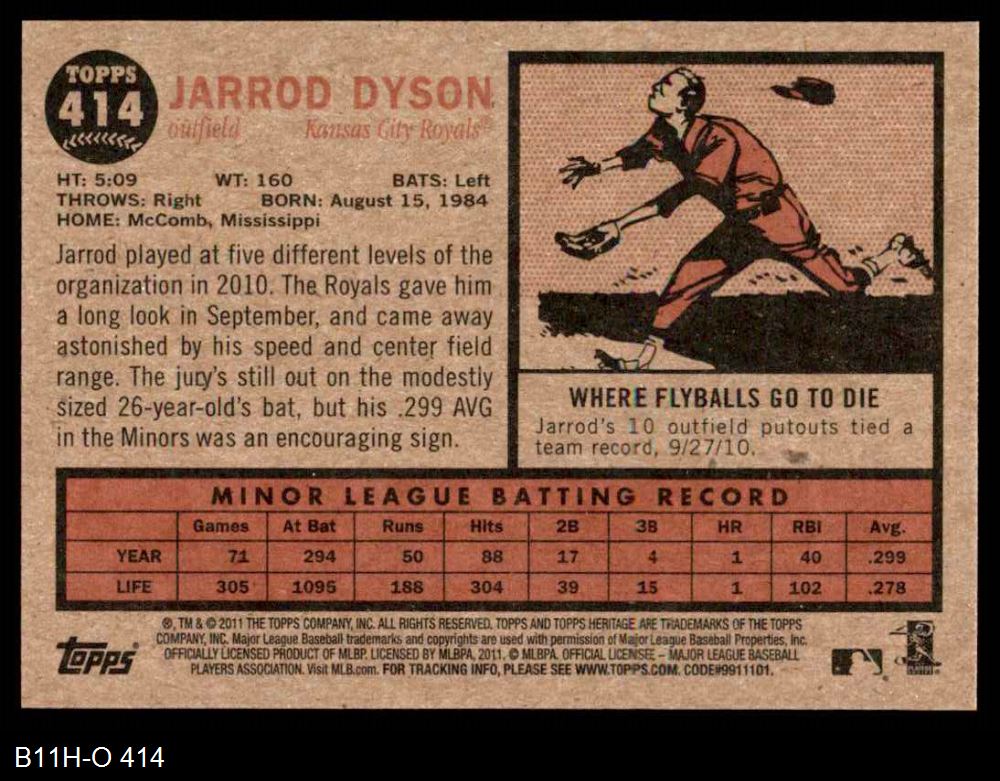 TOPPS
414
JARROD DYSON
outfield Kansas City Royals®
HT: 5:09 WT: 160 BATS: Left
THROWS: Right BORN: August 15, 1984
HOME: McComb, Mississippi
Jarrod played at five different levels of the
organization in 2010. The Royals gave him
a long look in September, and came away
astonished by his speed and center field
range. The jury's still out on the modestly
sized 26-year-old's bat, but his .299 AVG
in the Minors was an encouraging sign.
WHERE FLYBALLS GO TO DIE
Jarrod's 10 outfield putouts tied a
team record, 9/27/10.
MINOR LEAGUE BATTING RECORD
Games At Bat Runs Hits 2B 3B HR RBI Avg.
YEAR 71 294 50 88 17 4 1 40 .299
LIFE 305 1095 188 304 39 15 1 102 .278
®, TM & © 2011 THE TOPPS COMPANY, INC. ALL RIGHTS RESERVED. TOPPS AND TOPPS HERITAGE ARE TRADEMARKS OF THE TOPPS
COMPANY, INC. Major League Baseball trademarks and copyrights are used with permission of Major League Baseball Properties, Inc.
OFFICIALLY LICENSED PRODUCT OF MLBP. LICENSED BY MLBPA, 2011. © MLBPA. OFFICIAL LICENSEE – MAJOR LEAGUE BASEBALL
PLAYERS ASSOCIATION. Visit MLB.com. FOR TRACKING INFO, PLEASE SEE WWW.TOPPS.COM. CODE#9911101.
topps
B11H-O 414